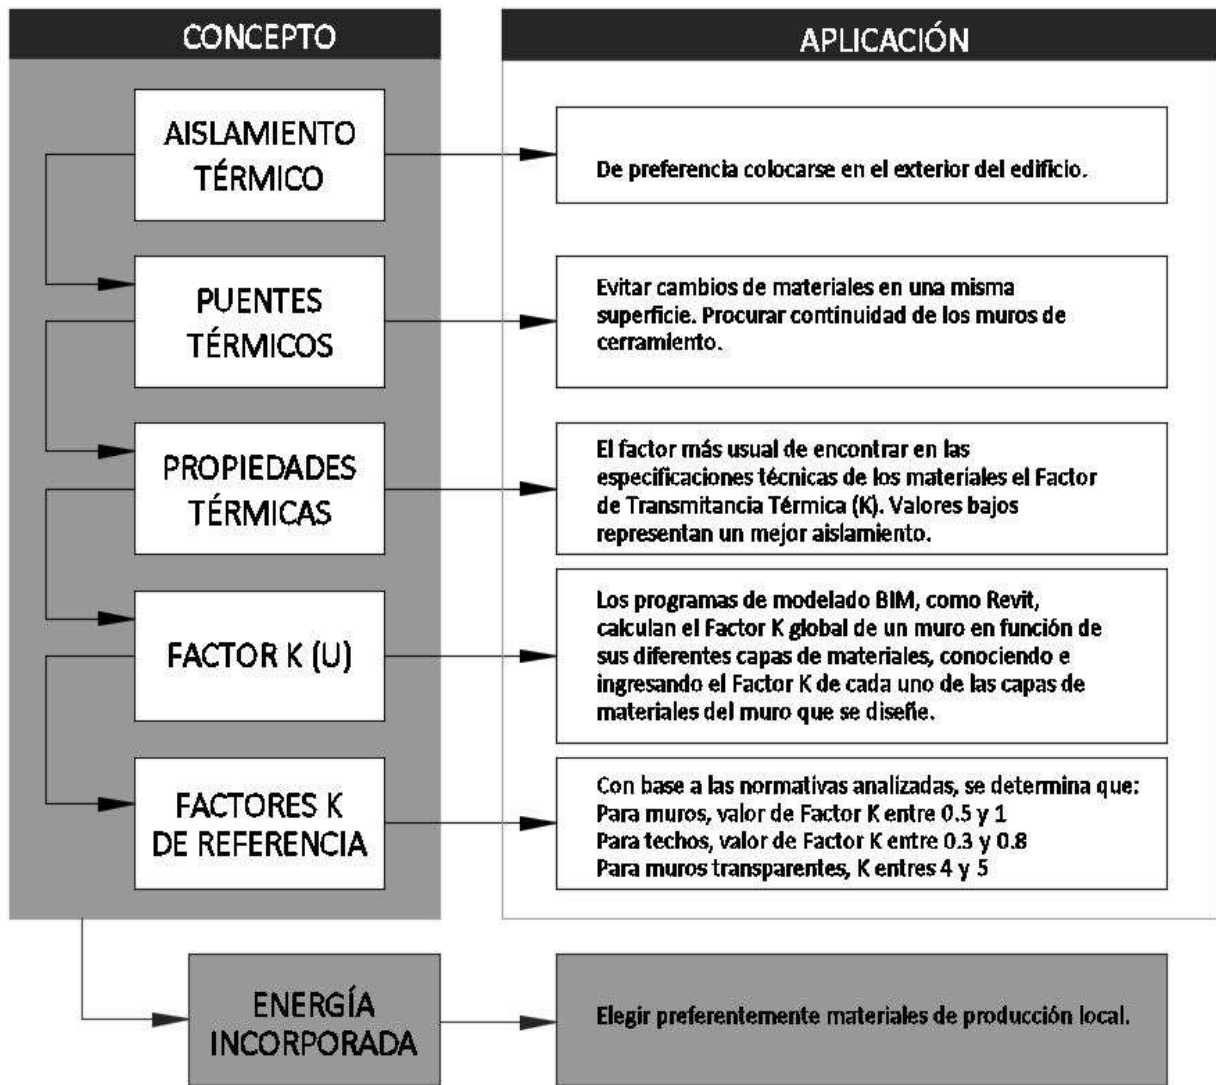 CONCEPTO
APLICACIÓN
AISLAMIENTO
TÉRMICO
De preferencia colocarse en el exterior del edificio.
PUENTES
TÉRMICOS
Evitar cambios de materiales en una misma
superficie. Procurar continuidad de los muros de
cerramiento.
PROPIEDADES
TÉRMICAS
El factor más usual de encontrar en las
especificaciones técnicas de los materiales el Factor
de Transmitancia Térmica (K). Valores bajos
representan un mejor aislamiento.
FACTOR K (U)
Los programas de modelado BIM, como Revit,
calculan el Factor K global de un muro en función de
sus diferentes capas de materiales, conociendo e
ingresando el Factor K de cada uno de las capas de
materiales del muro que se diseñe.
FACTORES K
DE REFERENCIA
Con base a las normativas analizadas, se determina que:
Para muros, valor de Factor K entre 0.5 y 1
Para techos, valor de Factor K entre 0.3 y 0.8
Para muros transparentes, K entres 4 y 5
ENERGÍA
INCORPORADA
Elegir preferentemente materiales de producción local.